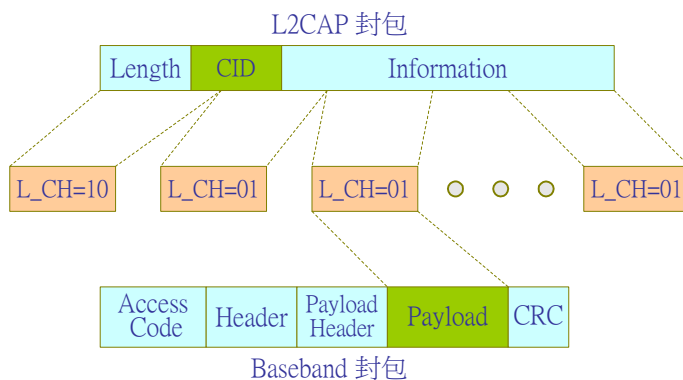 L2CAP 封包
Length CID Information
L_CH=10 L_CH=01 L_CH=01 L_CH=01
Access Code Header Payload Header Payload CRC
Baseband 封包